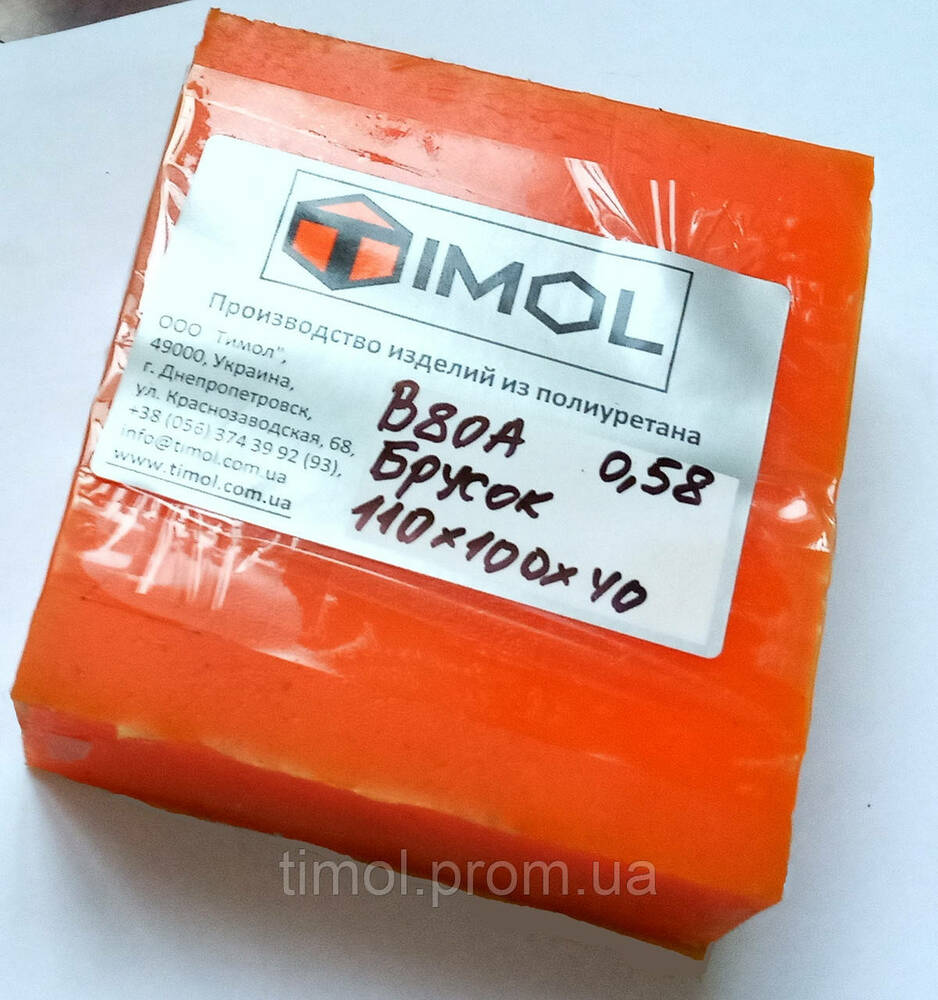 TIMOL
Производство изделий из полиуретана
ООО Тимол",
49000, Украина,
г. Днепропетровск,
ул. Краснозаводская, 68,
+38 (056) 374 39 92 (93),
info@timol.com.ua
www.timol.com.ua
В80А 0,58
Брусок
110×100×40
timol.prom.ua